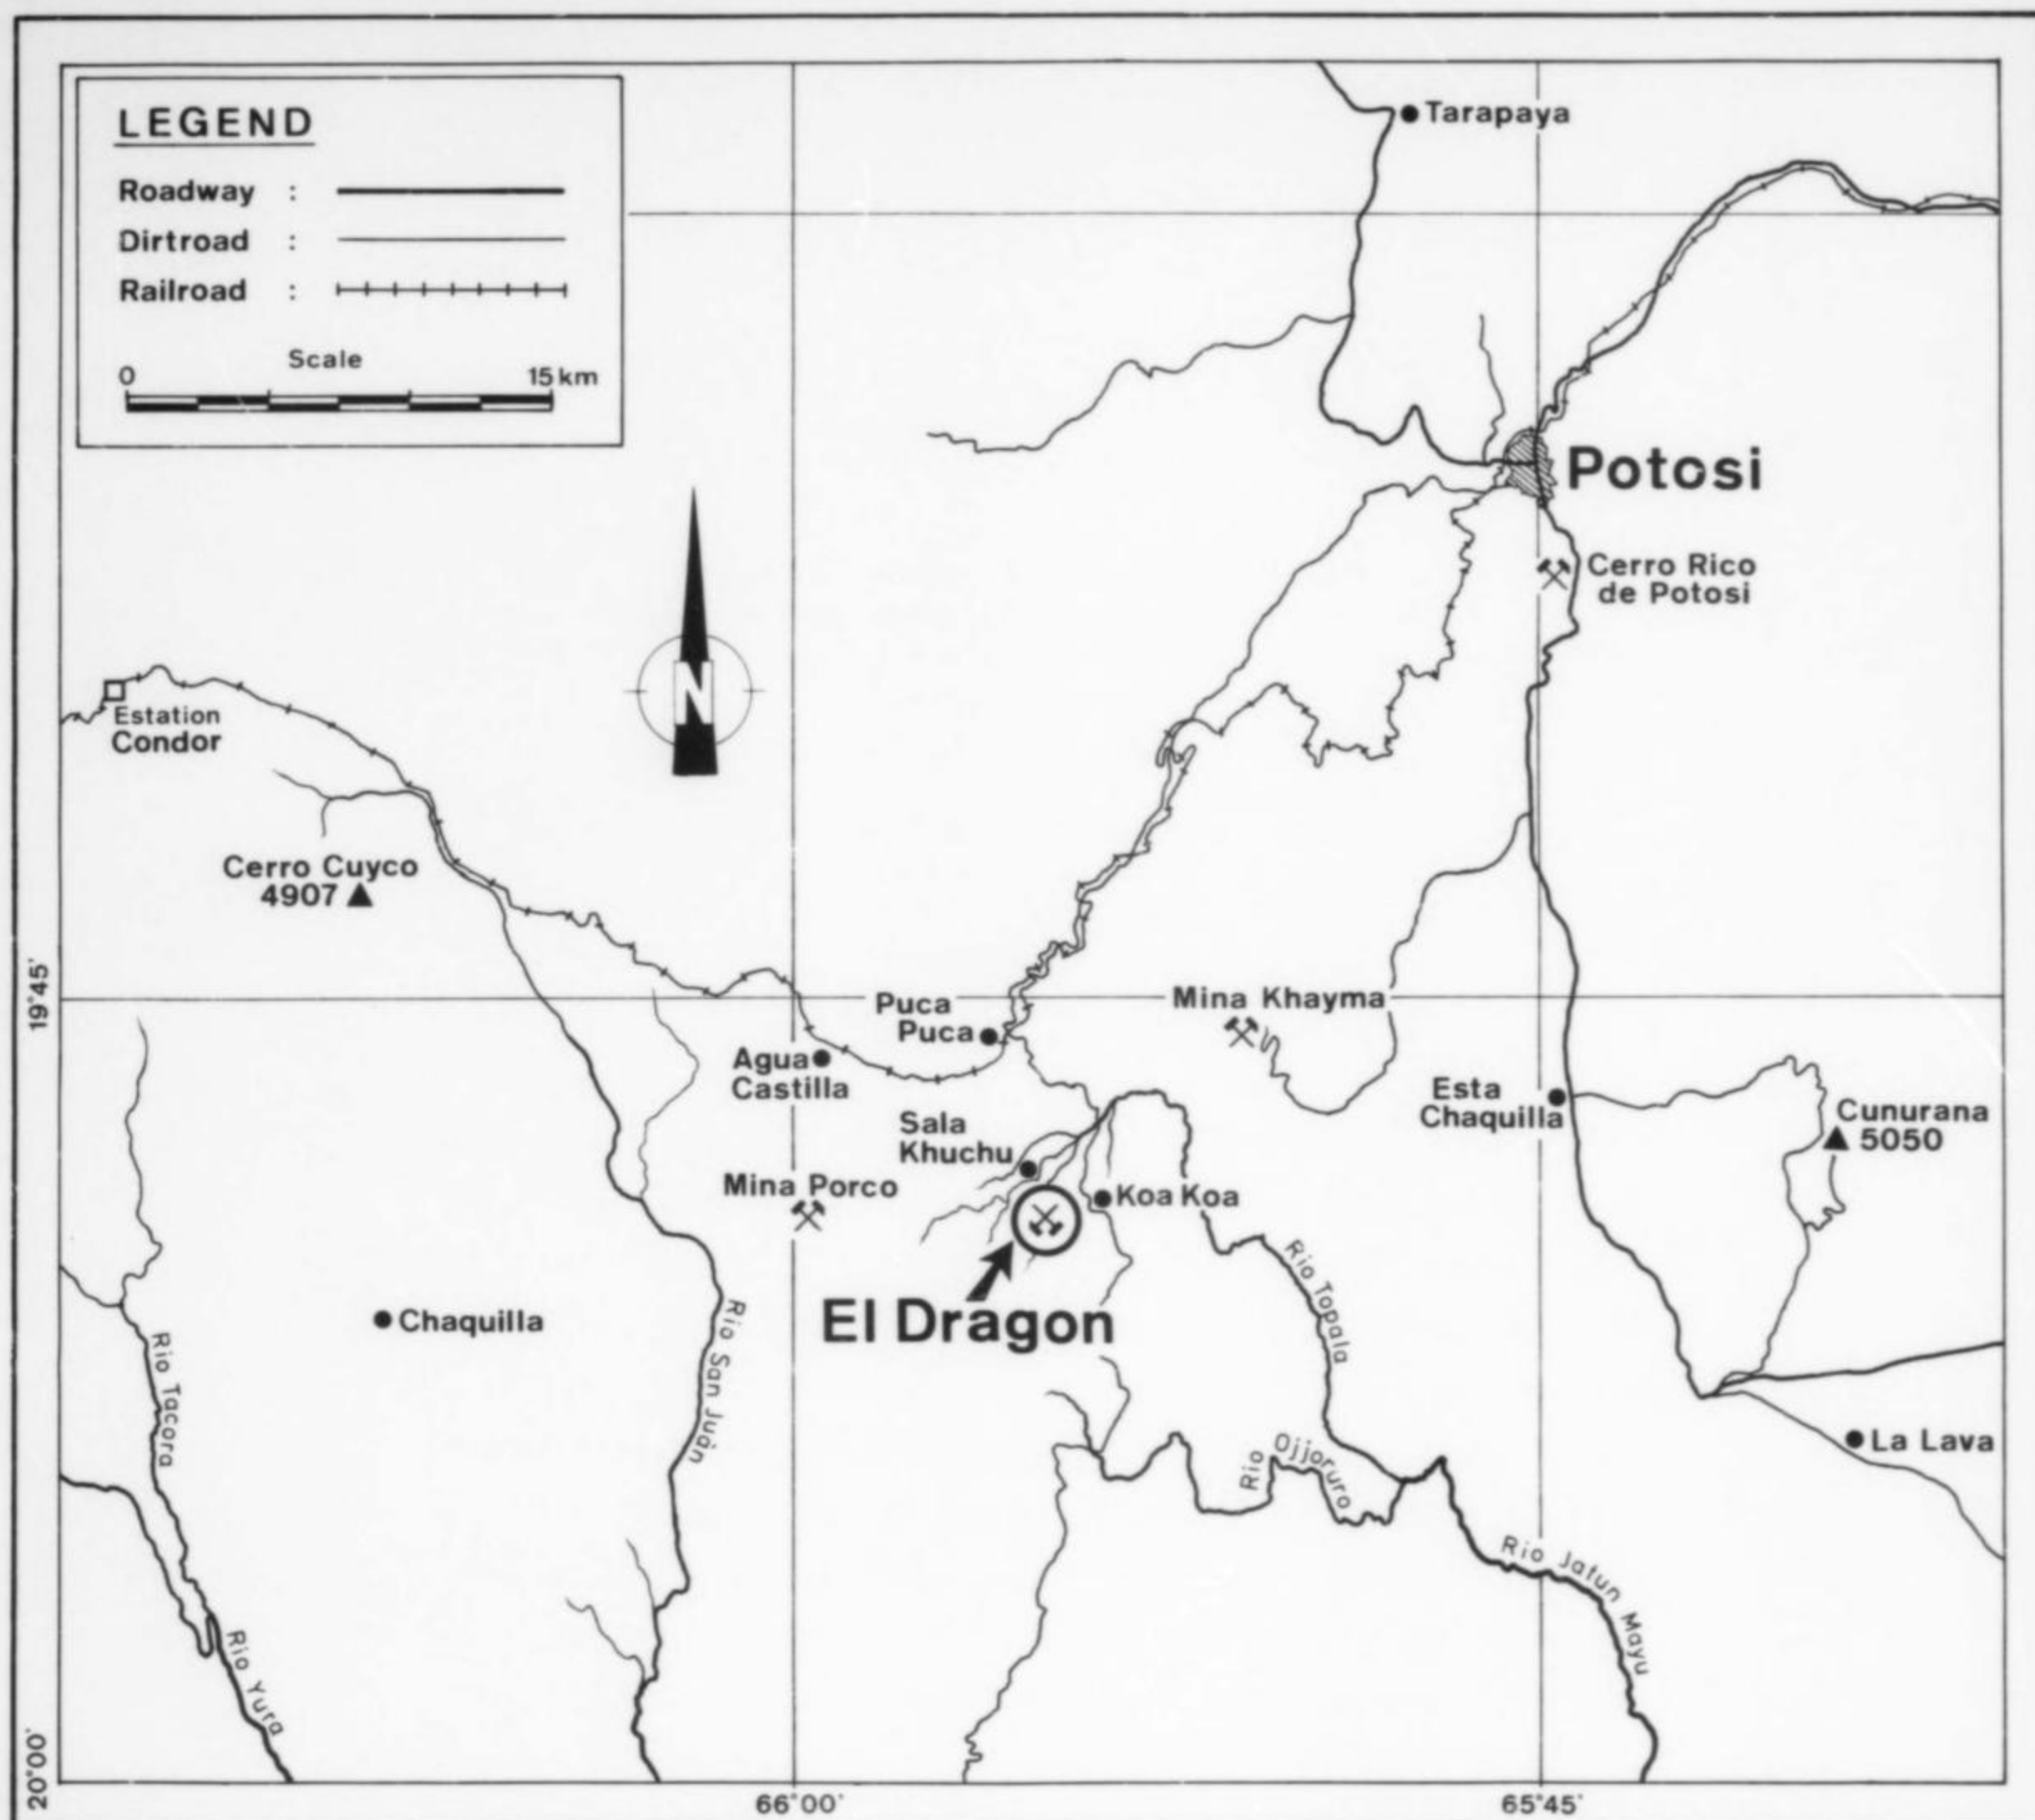 LEGEND
Roadway :
Dirtroad :
Railroad :
Scale
0 15 km
Tarapaya
Potosi
Cerro Rico
de Potosi
N
Estation
Condor
Cerro Cuyco
4907
19°45'
Puca
Puca
Mina Khayma
Agua
Castilla
Esta
Chaquilla
Cunurana
5050
Sala
Khuchu
Mina Porco
Koa Koa
El Dragon
Chaquilla
Rio Tacora
Rio San Juán
Rio Topala
Rio Ojjoruro
La Lava
Rio Jatun Mayu
Rio Yura
20°00'
66°00'
65°45'